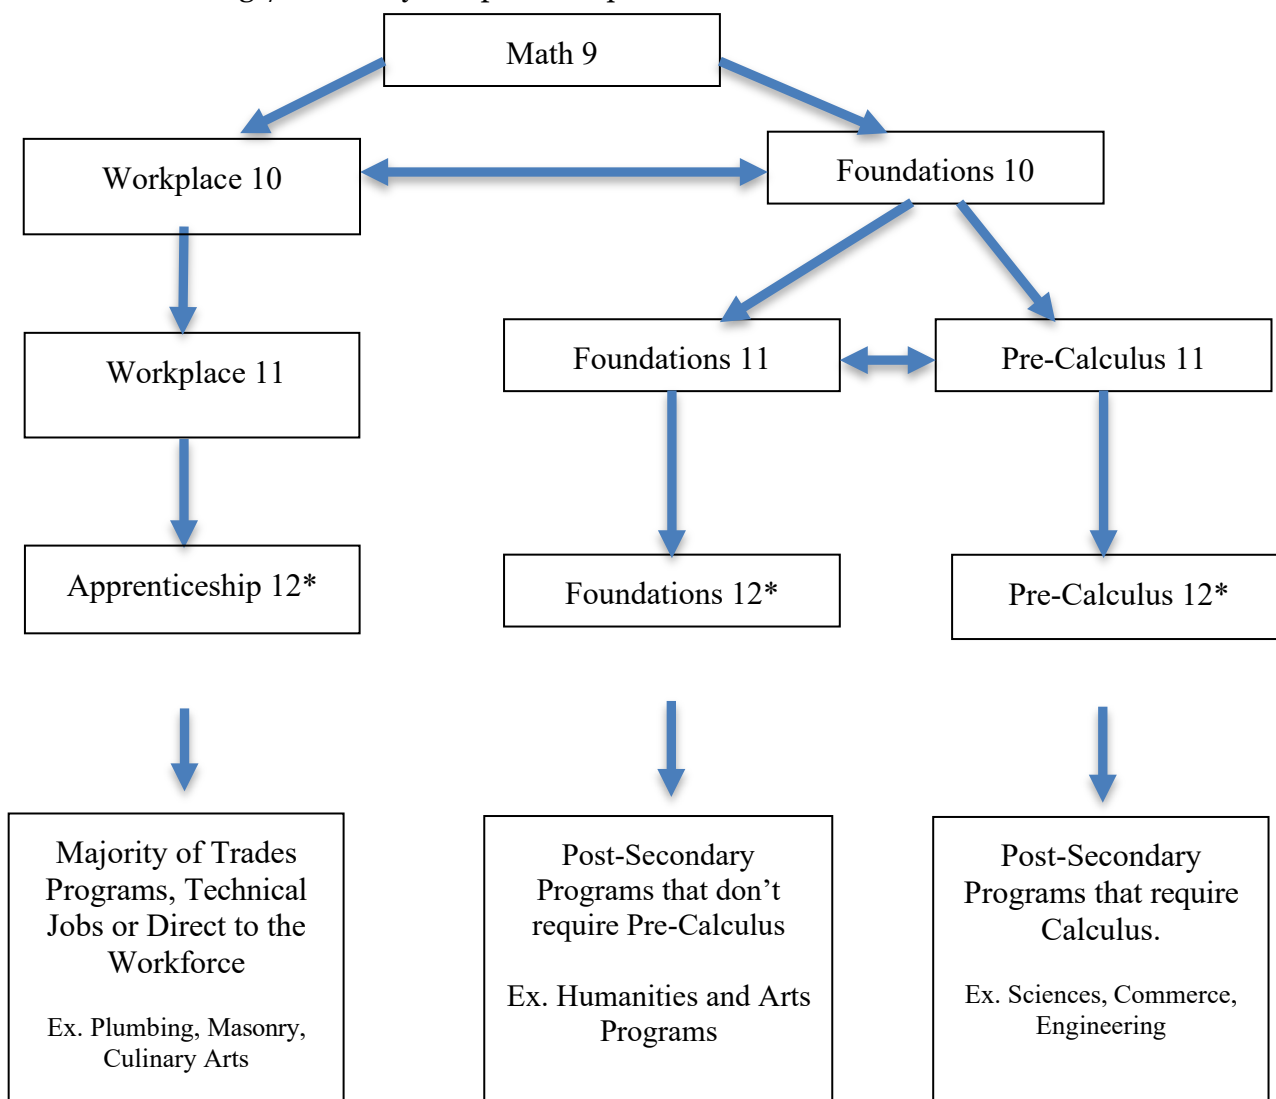 Math 9
Workplace 10
Foundations 10
Workplace 11
Foundations 11
Pre-Calculus 11
Apprenticeship 12*
Foundations 12*
Pre-Calculus 12*
Majority of Trades
Programs, Technical
Jobs or Direct to the
Workforce
Ex. Plumbing, Masonry,
Culinary Arts
Post-Secondary
Programs that don’t
require Pre-Calculus
Ex. Humanities and Arts
Programs
Post-Secondary
Programs that require
Calculus.
Ex. Sciences, Commerce,
Engineering